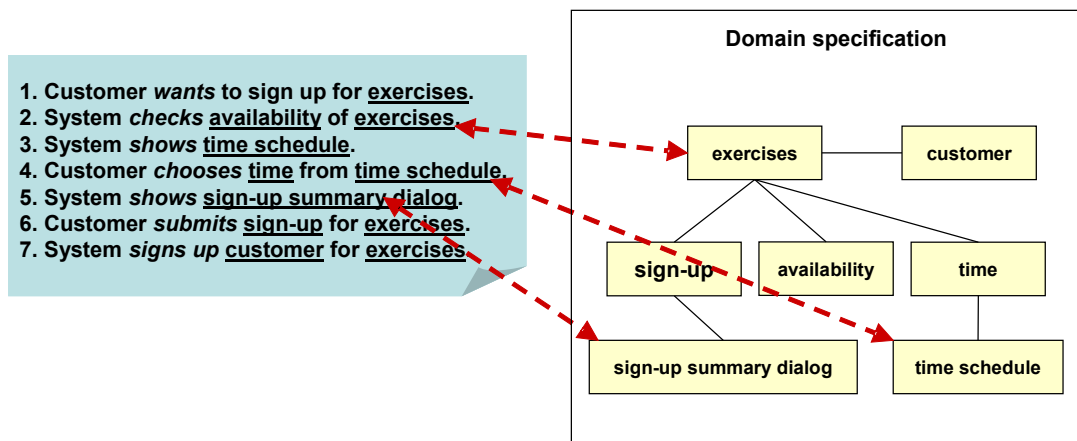 Domain specification
1. Customer wants to sign up for exercises.
2. System checks availability of exercises.
3. System shows time schedule.
4. Customer chooses time from time schedule.
5. System shows sign-up summary dialog.
6. Customer submits sign-up for exercises.
7. System signs up customer for exercises.
exercises
customer
sign-up
availability
time
sign-up summary dialog
time schedule